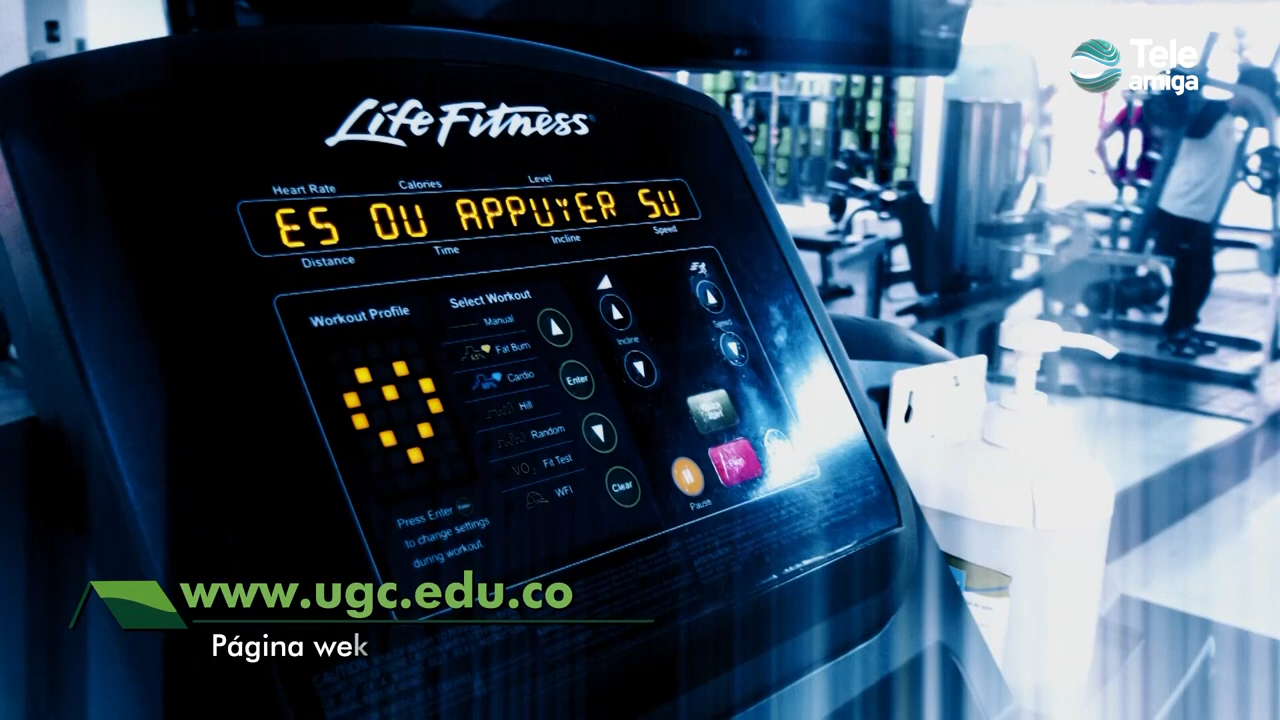 Tele
amiga
Life Fitness
Heart Rate Calories Level
ES OU APPUYER SU
Distance Time Incline Speed
Workout Profile
Select Workout
Manual
Fat Burn
Cardio
Hill
Random
VO2 Fit Test
WFI
Enter
Clear
Incline
Speed
Pause
Press Enter
to change settings
during workout
www.ugc.edu.co
Página wek